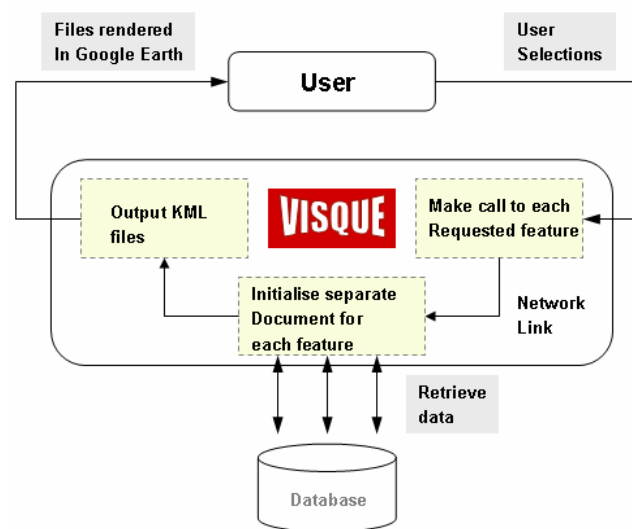 Files rendered
In Google Earth
User
User
Selections
Output KML
files
VISQUE
Make call to each
Requested feature
Initialise separate
Document for
each feature
Network
Link
Retrieve
data
Database